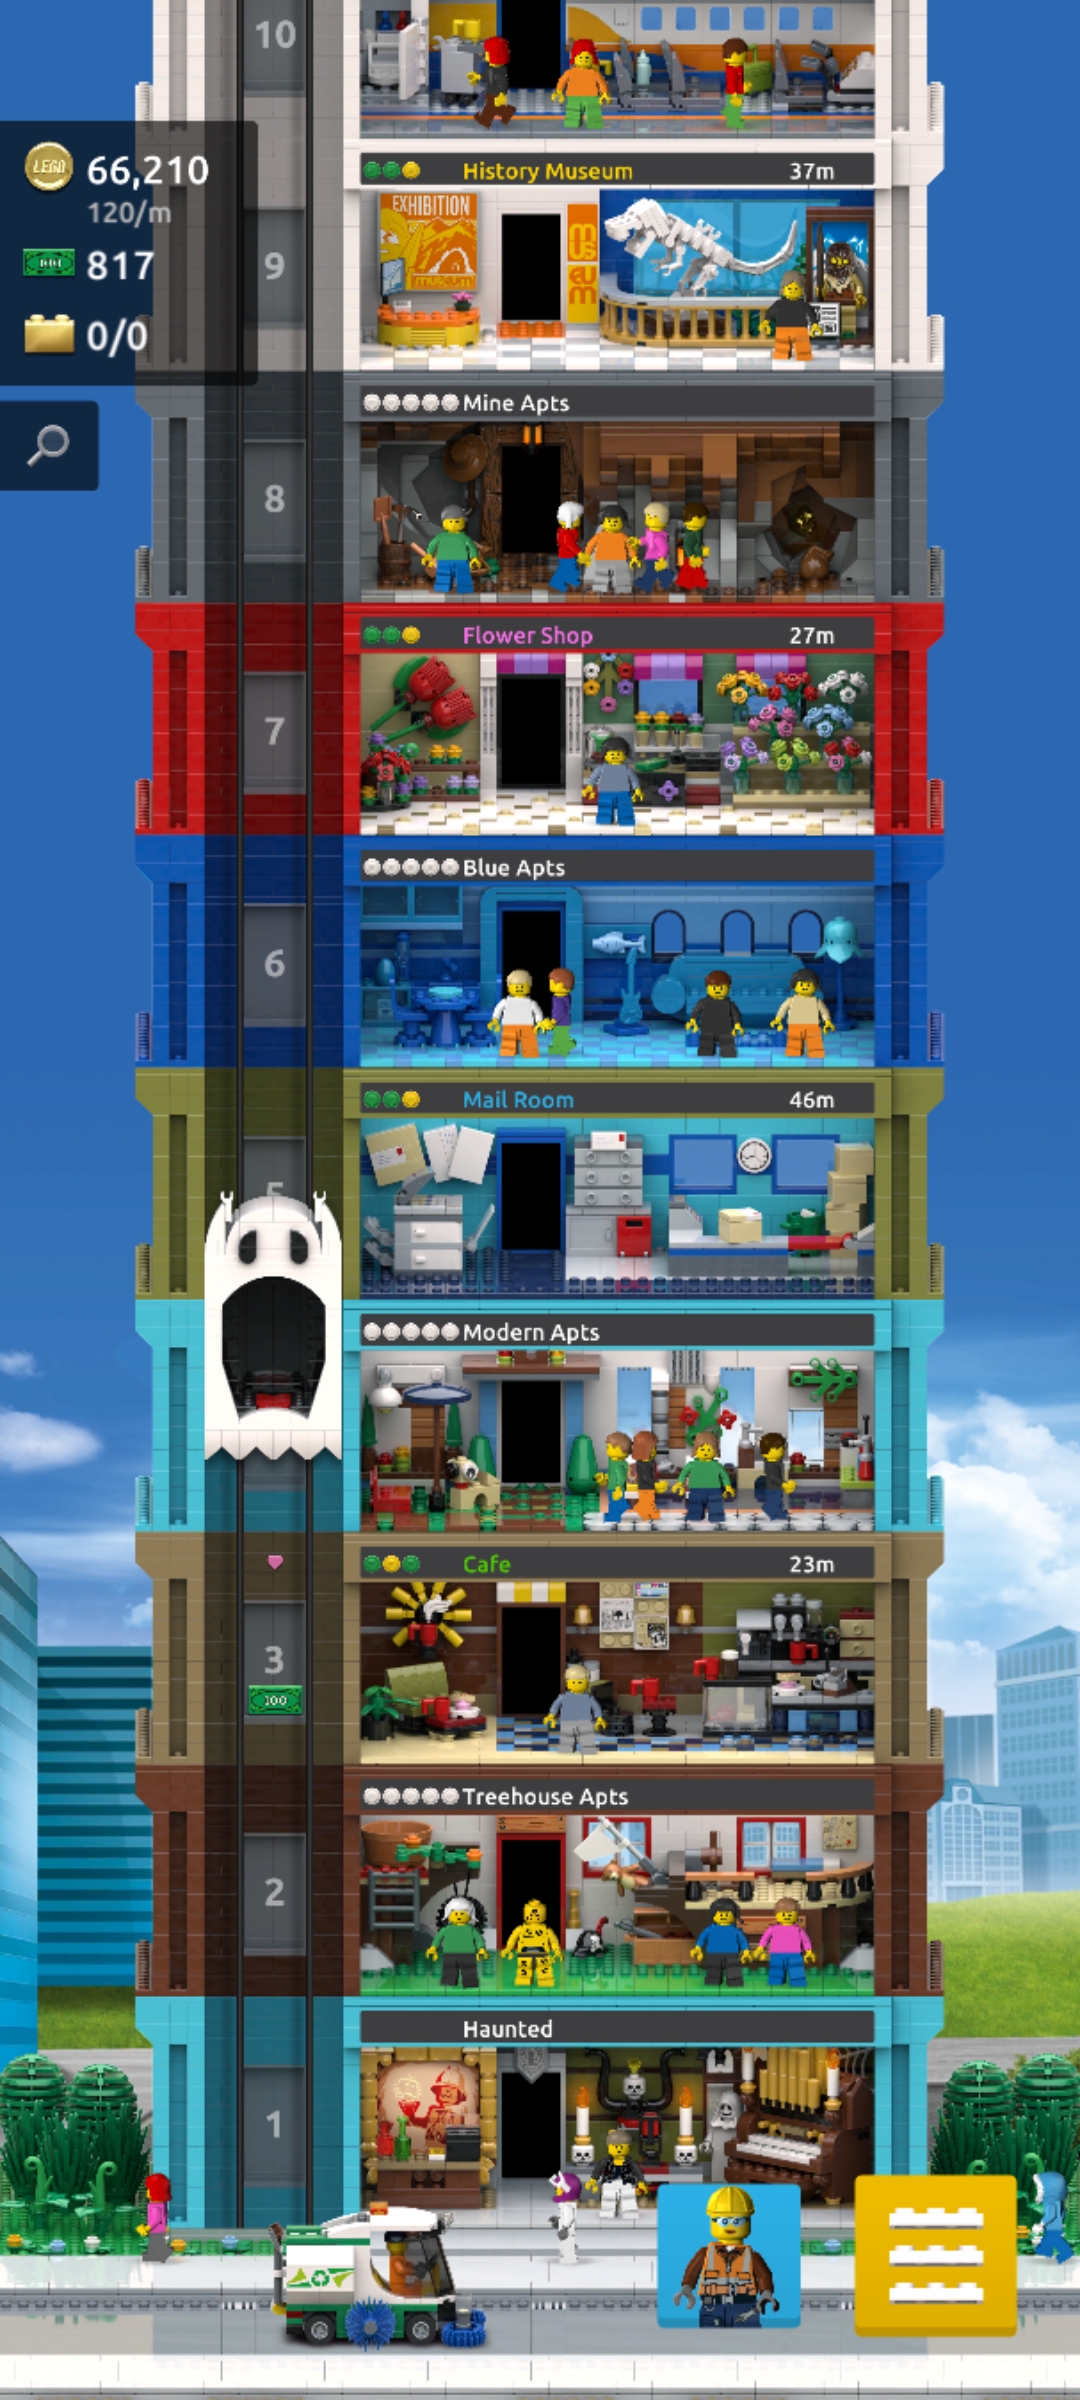 10
LEGO
66,210
120/m
817
0/0
History Museum 37m
EXHIBITION
museum
mus
eum
9
Mine Apts
8
Flower Shop 27m
7
Blue Apts
6
Mail Room 46m
5
Modern Apts
Cafe 23m
3
100
Treehouse Apts
2
Haunted
1